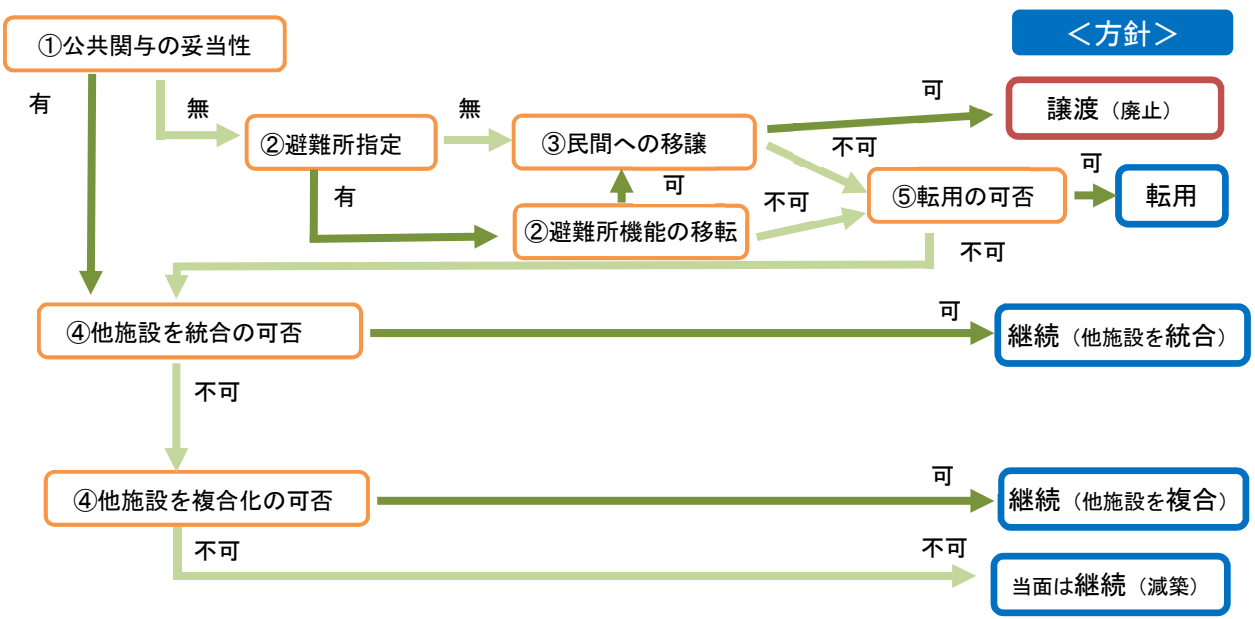 ①公共関与の妥当性
＜方針＞
有
無
無
可
譲渡（廃止）
②避難所指定
③民間への移譲
不可
有
可
不可
⑤転用の可否
可
転用
②避難所機能の移転
不可
④他施設を統合の可否
可
継続（他施設を統合）
不可
④他施設を複合化の可否
可
継続（他施設を複合）
不可
不可
当面は継続（減築）